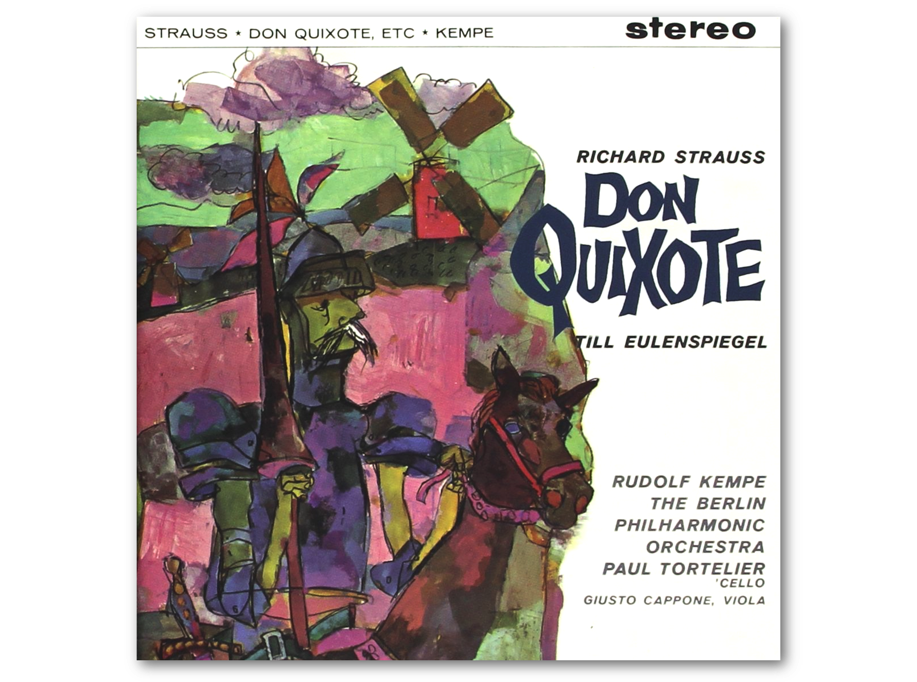 STRAUSS ★ DON QUIXOTE, ETC ★ KEMPE
stereo
RICHARD STRAUSS
DON
QUIXOTE
TILL EULENSPIEGEL
RUDOLF KEMPE
THE BERLIN
PHILHARMONIC
ORCHESTRA
PAUL TORTELIER
'CELLO
GIUSTO CAPPONE, VIOLA